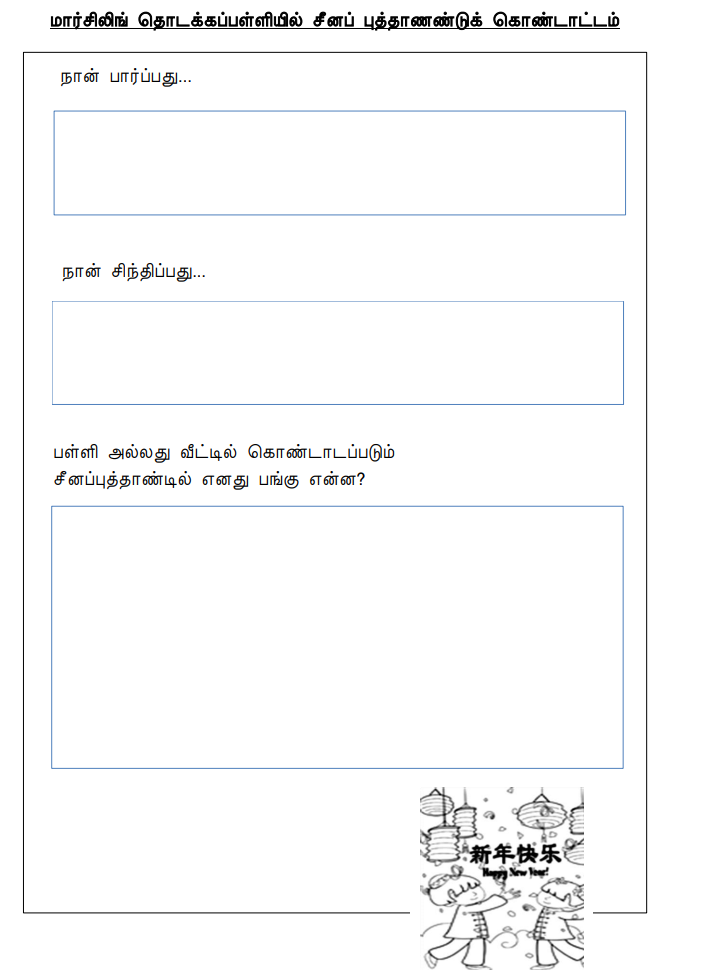 மார்சிலிங் தொடக்கப்பள்ளியில் சீனப் புத்தாணண்டுக் கொண்டாட்டம்
நான் பார்ப்பது...
நான் சிந்திப்பது...
பள்ளி அல்லது வீட்டில் கொண்டாடப்படும்
சீனப்புத்தாண்டில் எனது பங்கு என்ன?
新年快乐
Happy New Year!